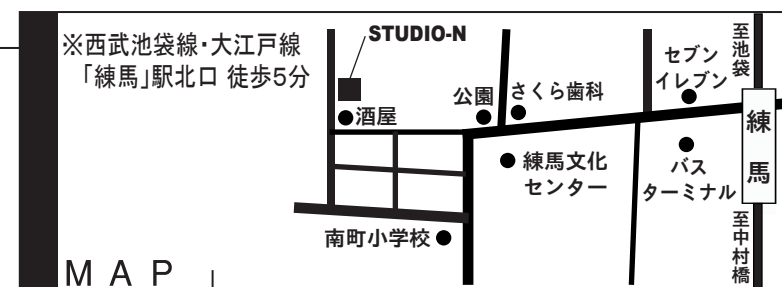 ※西武池袋線・大江戸線
「練馬」駅北口 徒歩5分
STUDIO-N
酒屋
公園
さくら歯科
セブン
イレブン
至池袋
練馬
練馬文化
センター
バス
ターミナル
至中村橋
南町小学校
MAP